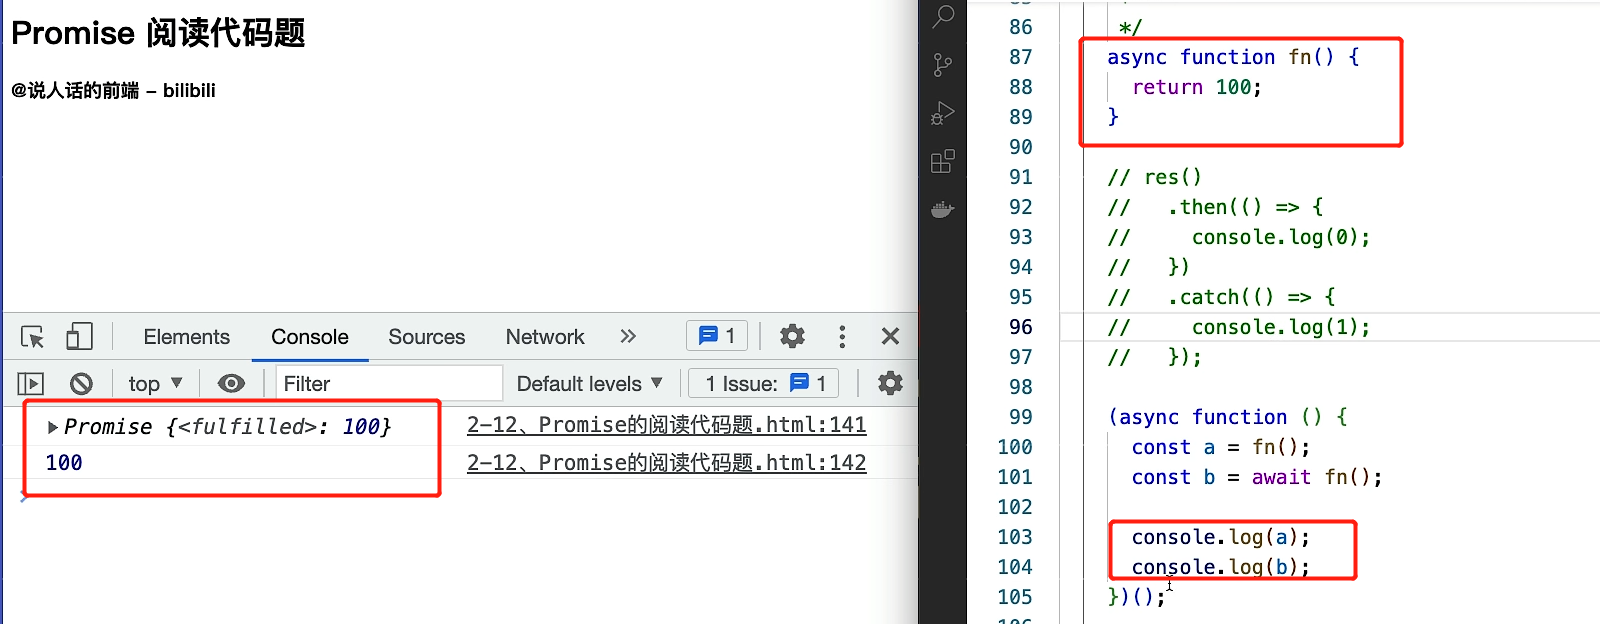 Promise 阅读代码题
@说人话的前端 – bilibili
Elements Console Sources Network » 1
top ▼ Filter Default levels ▼ 1 Issue: 1
▶Promise {<fulfilled>: 100} 2-12、Promise的阅读代码题.html:141
100 2-12、Promise的阅读代码题.html:142
86 */
87 async function fn() {
88 return 100;
89 }
90
91 // res()
92 // .then(() => {
93 // console.log(0);
94 // })
95 // .catch(() => {
96 // console.log(1);
97 // });
98
99 (async function () {
100 const a = fn();
101 const b = await fn();
102
103 console.log(a);
104 console.log(b);
105 })();